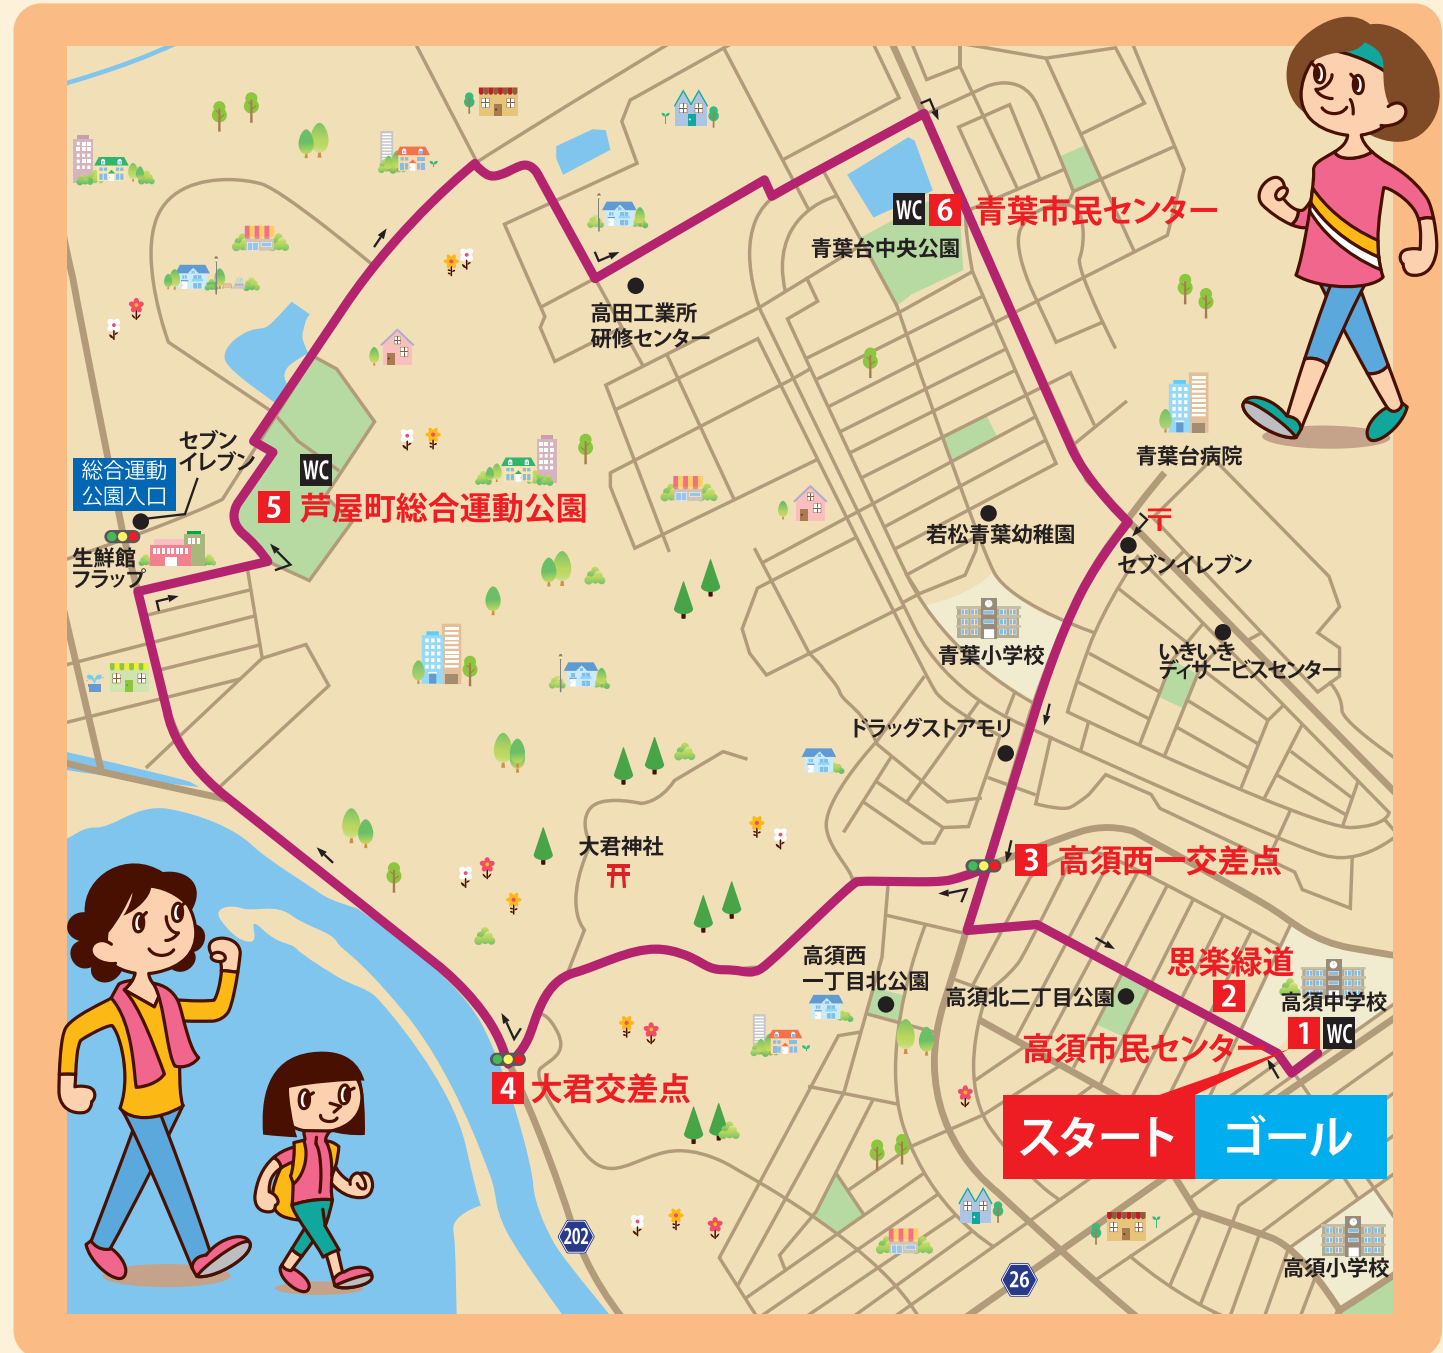 WC
6
青葉市民センター
青葉台中央公園
高田工業所
研修センター
セブン
イレブン
総合運動
公園入口
WC
5
芦屋町総合運動公園
生鮮館
フラップ
青葉台病院
若松青葉幼稚園
〒
セブンイレブン
青葉小学校
いきいき
ディサービスセンター
ドラッグストアモリ
大君神社
3
高須西一交差点
高須西
一丁目北公園
高須北二丁目公園
思楽緑道
2
高須中学校
1
WC
高須市民センター
4
大君交差点
スタート
ゴール
202
26
高須小学校